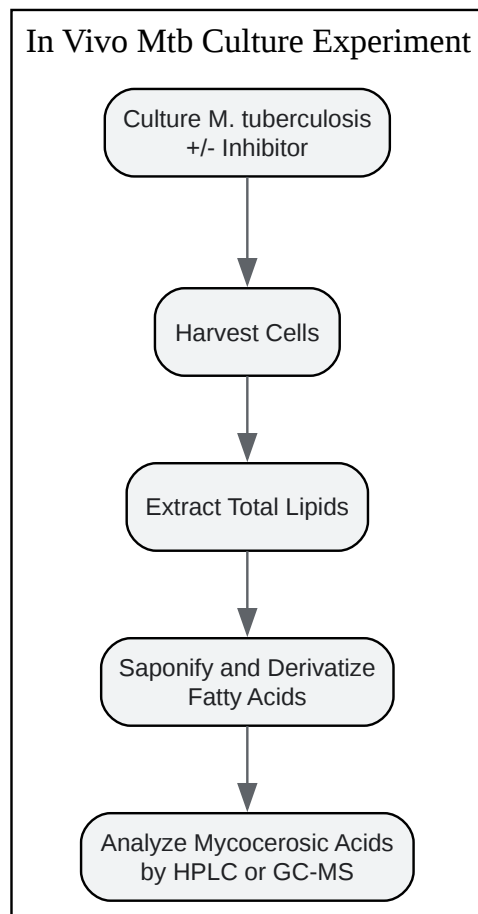 In Vivo Mtb Culture Experiment
Culture M. tuberculosis
+/- Inhibitor
Harvest Cells
Extract Total Lipids
Saponify and Derivatize
Fatty Acids
Analyze Mycocerosic Acids
by HPLC or GC-MS